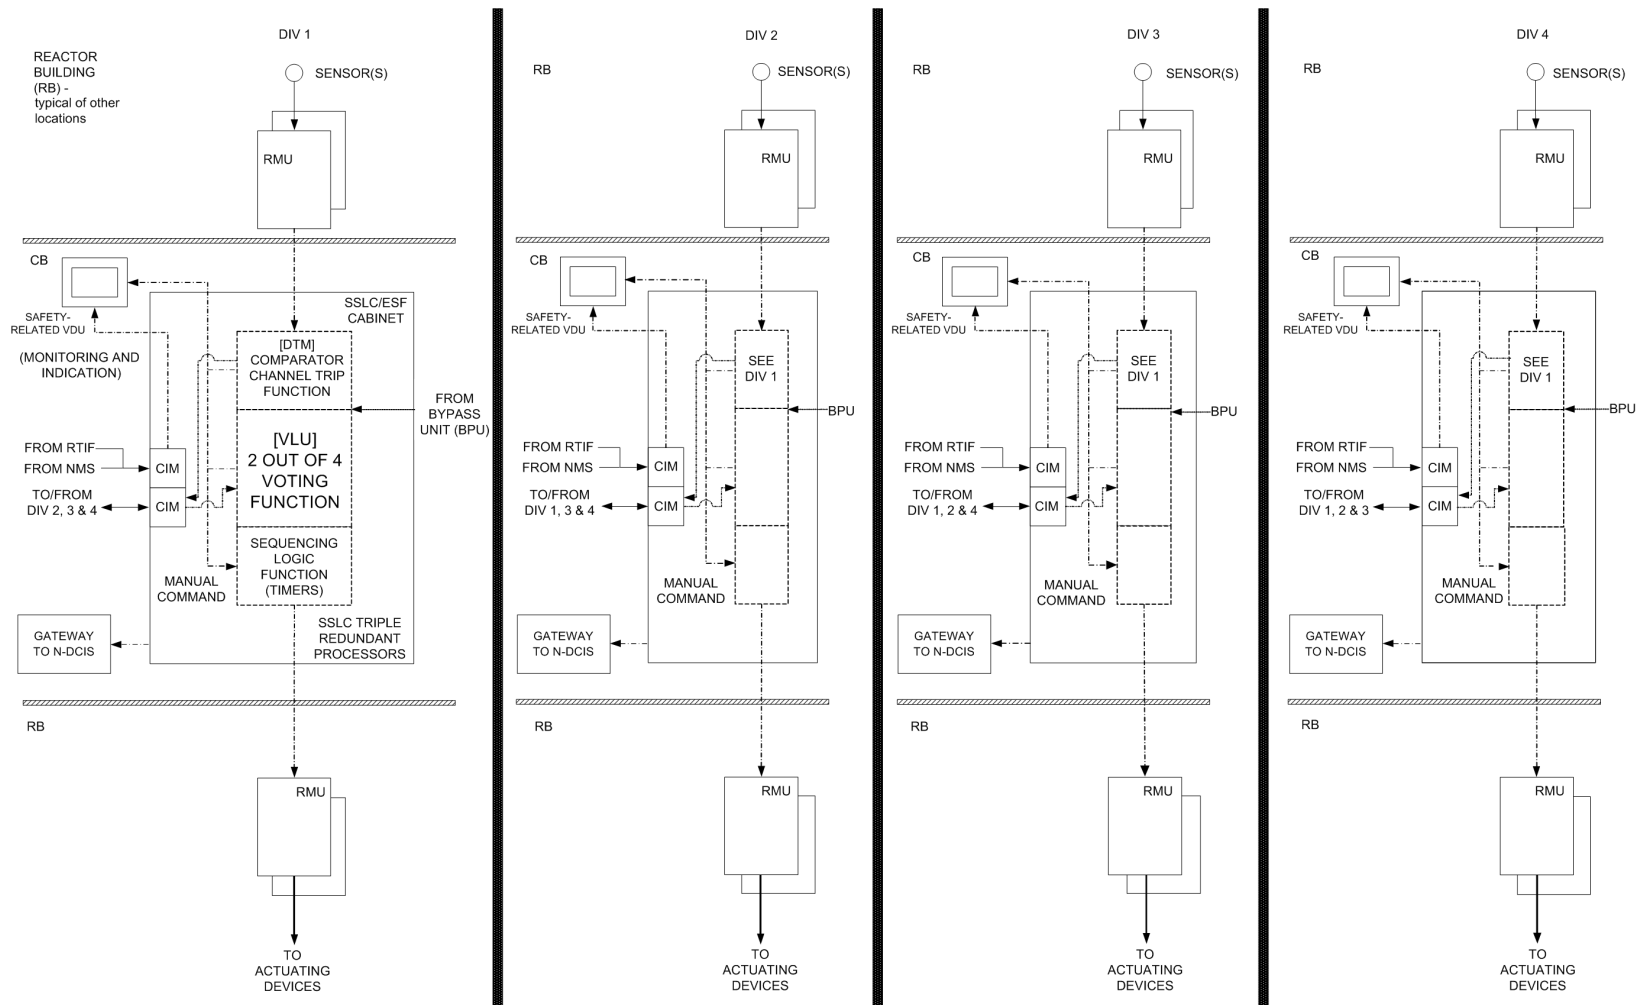 DIV 1
REACTOR
BUILDING
(RB) -
typical of other
locations
SENSOR(S)
RMU
CB
SAFETY-
RELATED VDU
(MONITORING AND
INDICATION)
SSLC/ESF
CABINET
[DTM]
COMPARATOR
CHANNEL TRIP
FUNCTION
FROM
BYPASS
UNIT (BPU)
[VLU]
2 OUT OF 4
VOTING
FUNCTION
FROM RTIF
FROM NMS
CIM
TO/FROM
DIV 2, 3 & 4
CIM
SEQUENCING
LOGIC
FUNCTION
(TIMERS)
MANUAL
COMMAND
SSLC TRIPLE
REDUNDANT
PROCESSORS
GATEWAY
TO N-DCIS
RB
RMU
TO
ACTUATING
DEVICES
DIV 2
RB
SENSOR(S)
RMU
CB
SAFETY-
RELATED VDU
SEE
DIV 1
BPU
FROM RTIF
FROM NMS
CIM
TO/FROM
DIV 1, 3 & 4
CIM
MANUAL
COMMAND
GATEWAY
TO N-DCIS
RB
RMU
TO
ACTUATING
DEVICES
DIV 3
RB
SENSOR(S)
RMU
CB
SAFETY-
RELATED VDU
SEE
DIV 1
BPU
FROM RTIF
FROM NMS
CIM
TO/FROM
DIV 1, 2 & 4
CIM
MANUAL
COMMAND
GATEWAY
TO N-DCIS
RB
RMU
TO
ACTUATING
DEVICES
DIV 4
RB
SENSOR(S)
RMU
CB
SAFETY-
RELATED VDU
SEE
DIV 1
BPU
FROM RTIF
FROM NMS
CIM
TO/FROM
DIV 1, 2 & 3
CIM
MANUAL
COMMAND
GATEWAY
TO N-DCIS
RB
RMU
TO
ACTUATING
DEVICES